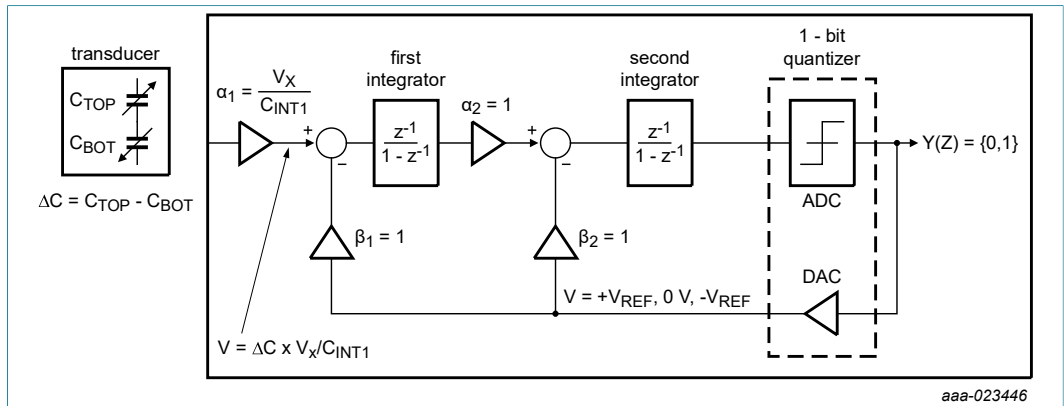 transducer
C_TOP
C_BOT
ΔC = C_TOP - C_BOT
α1 = V_X / C_INT1
+
−
first
integrator
z^-1
1 - z^-1
α2 = 1
+
−
second
integrator
z^-1
1 - z^-1
1 - bit
quantizer
ADC
Y(Z) = {0,1}
β1 = 1
β2 = 1
DAC
V = +V_REF, 0 V, -V_REF
V = ΔC x V_x/C_INT1
aaa-023446